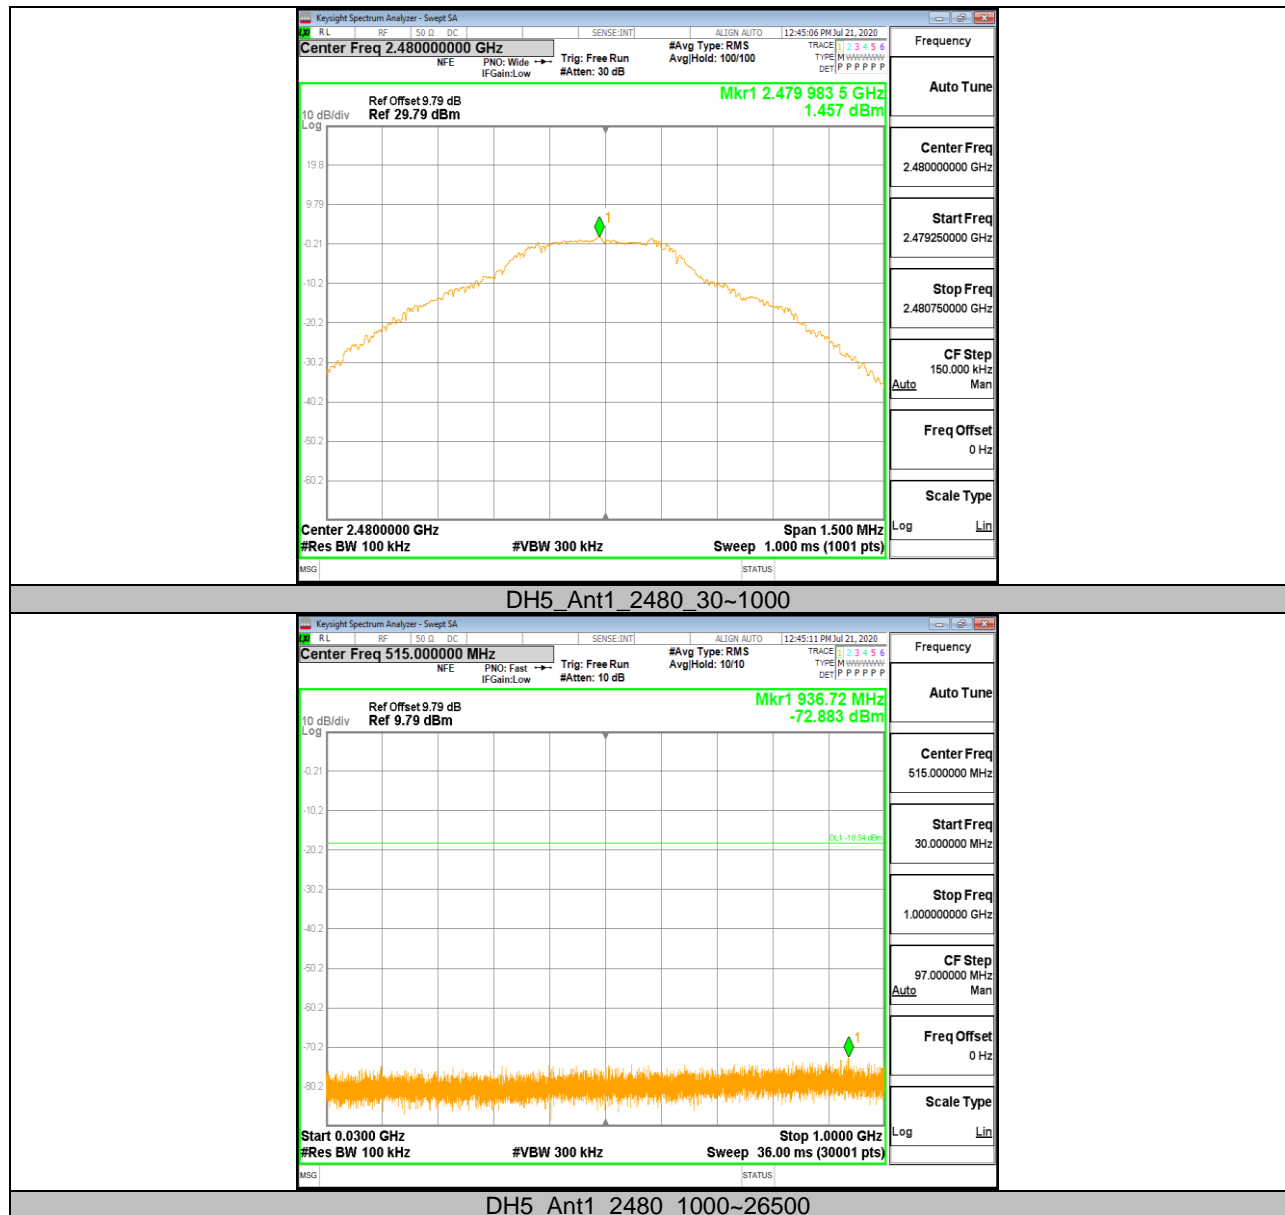 Keysight Spectrum Analyzer - Swept SA
RL RF 50 Ω DC SENSE:INT ALIGN AUTO 12:45:06 PM Jul 21, 2020
Center Freq 2.480000000 GHz
NFE
PNO: Wide
IFGain:Low
Trig: Free Run
#Atten: 30 dB
#Avg Type: RMS
Avg|Hold: 100/100
TRACE 1 2 3 4 5 6
TYPE M WWWWW
DET P P P P P P
Frequency
Mkr1 2.479 983 5 GHz
1.457 dBm
Ref Offset 9.79 dB
10 dB/div Ref 29.79 dBm
Log
19.8
9.79
-0.21
-10.2
-20.2
-30.2
-40.2
-50.2
-60.2
1
Center 2.4800000 GHz Span 1.500 MHz
#Res BW 100 kHz #VBW 300 kHz Sweep 1.000 ms (1001 pts)
MSG STATUS
Auto Tune
Center Freq
2.480000000 GHz
Start Freq
2.479250000 GHz
Stop Freq
2.480750000 GHz
CF Step
150.000 kHz
Auto Man
Freq Offset
0 Hz
Scale Type
Log Lin
DH5_Ant1_2480_30~1000
Keysight Spectrum Analyzer - Swept SA
RL RF 50 Ω DC SENSE:INT ALIGN AUTO 12:45:11 PM Jul 21, 2020
Center Freq 515.000000 MHz
NFE
PNO: Fast
IFGain:Low
Trig: Free Run
#Atten: 10 dB
#Avg Type: RMS
Avg|Hold: 10/10
TRACE 1 2 3 4 5 6
TYPE M WWWWW
DET P P P P P P
Frequency
Mkr1 936.72 MHz
-72.883 dBm
Ref Offset 9.79 dB
10 dB/div Ref 9.79 dBm
Log
-0.21
-10.2
-20.2
-30.2
-40.2
-50.2
-60.2
-70.2
-80.2
DL1 -18.54 dBm
1
Start 0.0300 GHz Stop 1.0000 GHz
#Res BW 100 kHz #VBW 300 kHz Sweep 36.00 ms (30001 pts)
MSG STATUS
Auto Tune
Center Freq
515.000000 MHz
Start Freq
30.000000 MHz
Stop Freq
1.000000000 GHz
CF Step
97.000000 MHz
Auto Man
Freq Offset
0 Hz
Scale Type
Log Lin
DH5_Ant1_2480_1000~26500